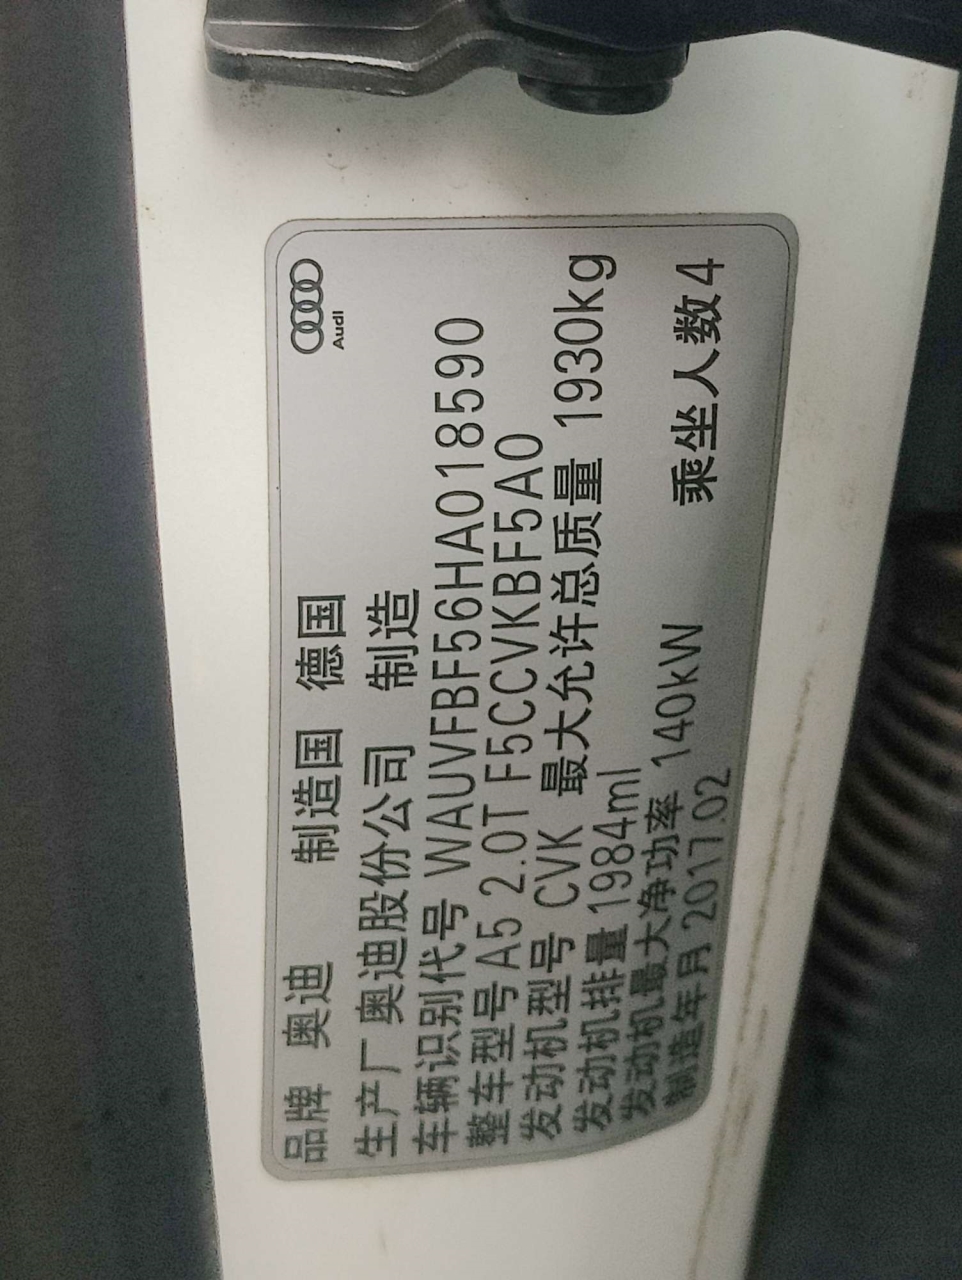 Audi
品牌 奥迪 制造国 德国
生产厂 奥迪股份公司 制造
车辆识别代号 WAUVFBF56HA018590
整车型号 A5 2.0T F5CCVKBF5A0
发动机型号 CVK 最大允许总质量 1930kg
发动机排量 1984ml
发动机最大净功率 140kW 乘坐人数 4
制造年月 2017.02